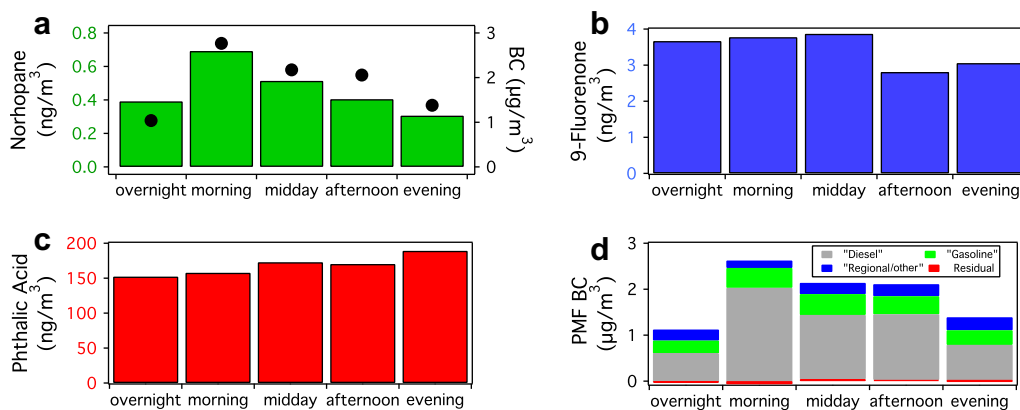 a
0.8
0.6
0.4
0.2
0.0
Norhopane
(ng/m3)
3
2
1
0
BC (µg/m3)
overnight morning midday afternoon evening
b
4
3
2
1
0
9-Fluorenone
(ng/m3)
overnight morning midday afternoon evening
c
200
150
100
50
0
Phthalic Acid
(ng/m3)
overnight morning midday afternoon evening
d
3
2
1
0
PMF BC
(µg/m3)
"Diesel" "Gasoline"
"Regional/other" Residual
overnight morning midday afternoon evening